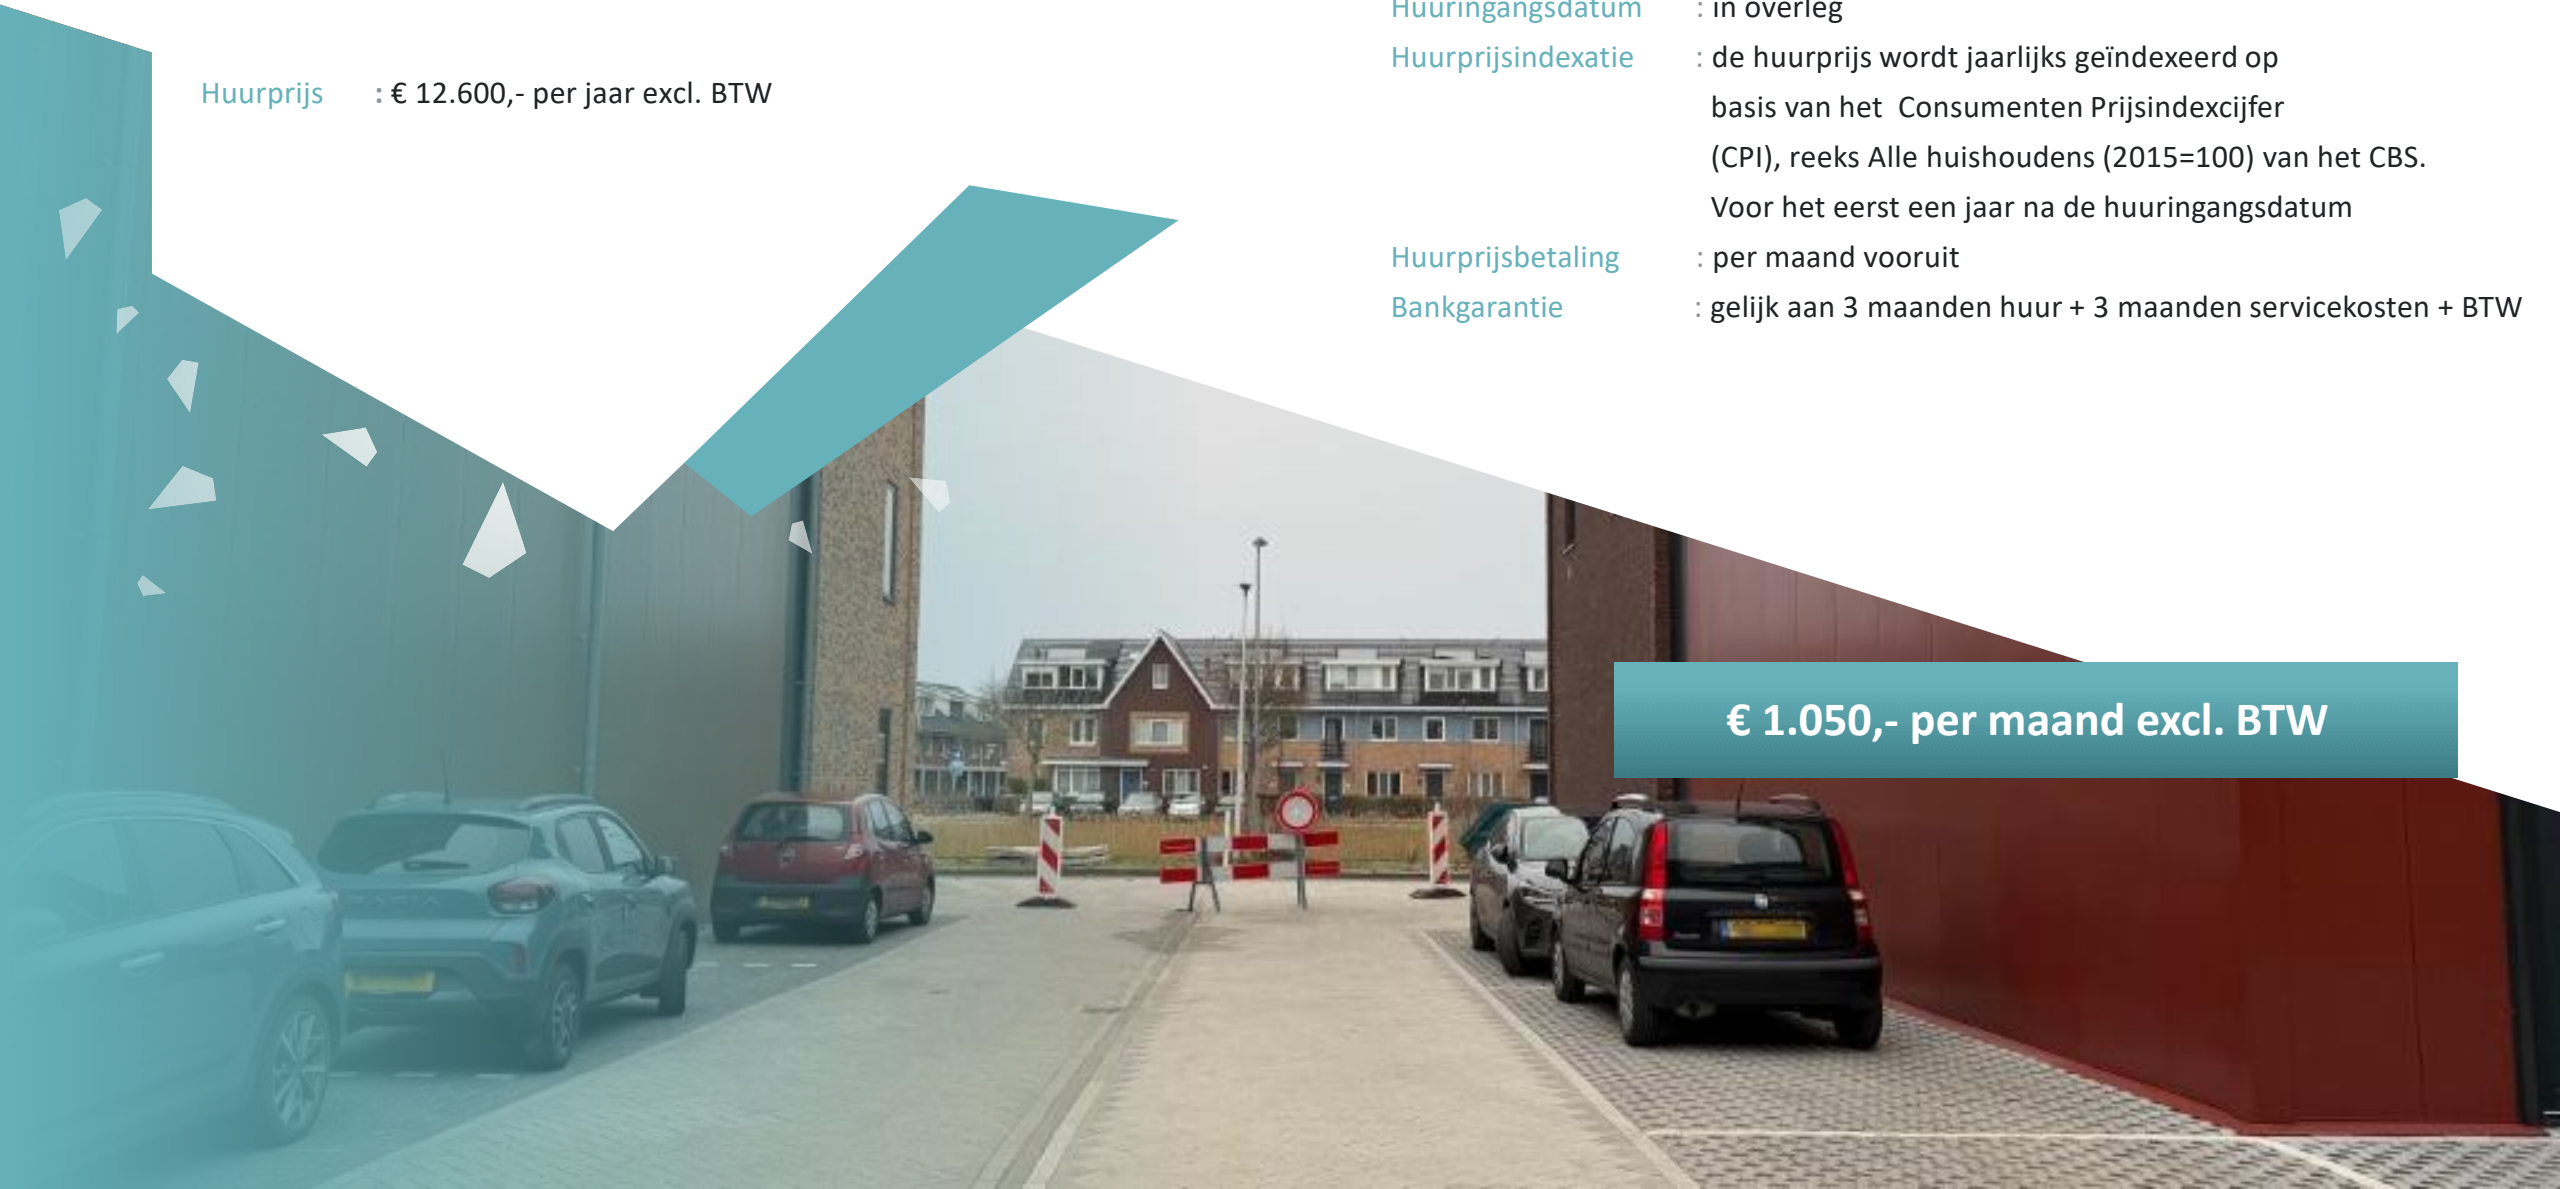 Huurprijs : € 12.600,- per jaar excl. BTW
Huuringangsdatum : in overleg
Huurprijsindexatie : de huurprijs wordt jaarlijks geïndexeerd op
basis van het Consumenten Prijsindexcijfer
(CPI), reeks Alle huishoudens (2015=100) van het CBS.
Voor het eerst een jaar na de huuringangsdatum
Huurprijsbetaling : per maand vooruit
Bankgarantie : gelijk aan 3 maanden huur + 3 maanden servicekosten + BTW
€ 1.050,- per maand excl. BTW
DACIA